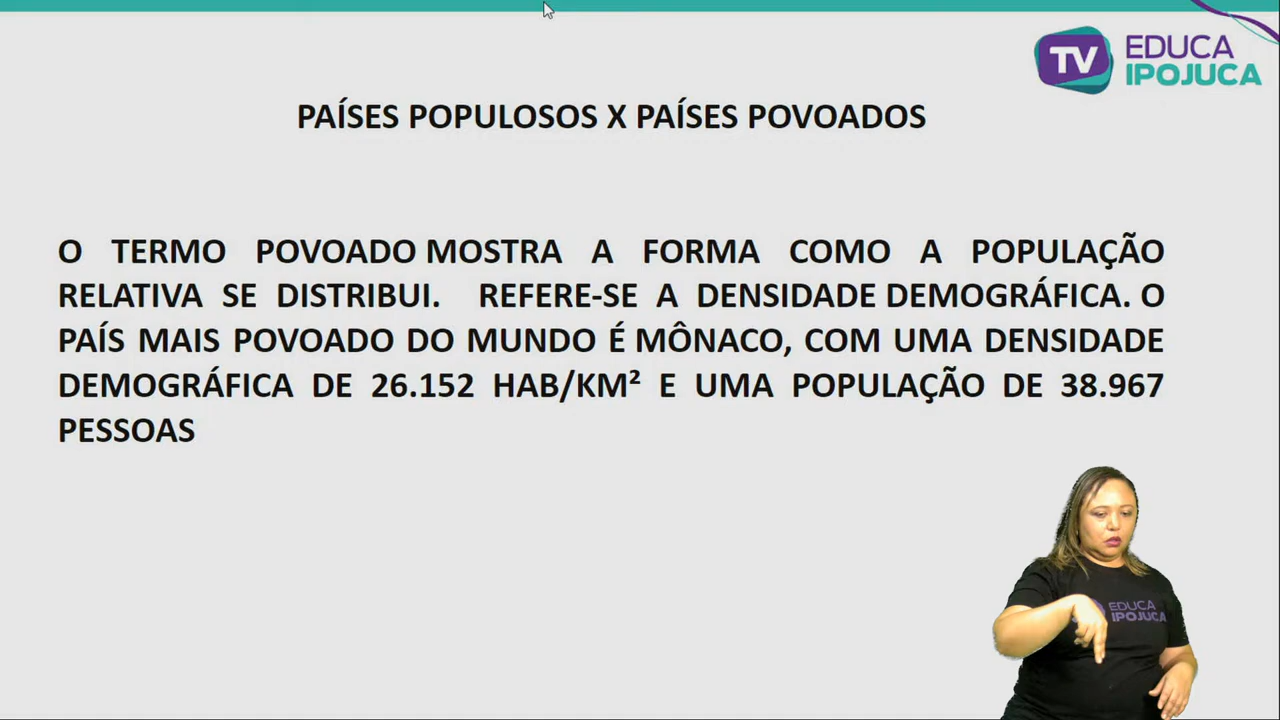 TV EDUCA
IPOJUCA
PAÍSES POPULOSOS X PAÍSES POVOADOS
O TERMO POVOADO MOSTRA A FORMA COMO A POPULAÇÃO
RELATIVA SE DISTRIBUI. REFERE-SE A DENSIDADE DEMOGRÁFICA. O
PAÍS MAIS POVOADO DO MUNDO É MÔNACO, COM UMA DENSIDADE
DEMOGRÁFICA DE 26.152 HAB/KM² E UMA POPULAÇÃO DE 38.967
PESSOAS
EDUCA
IPOJUCA